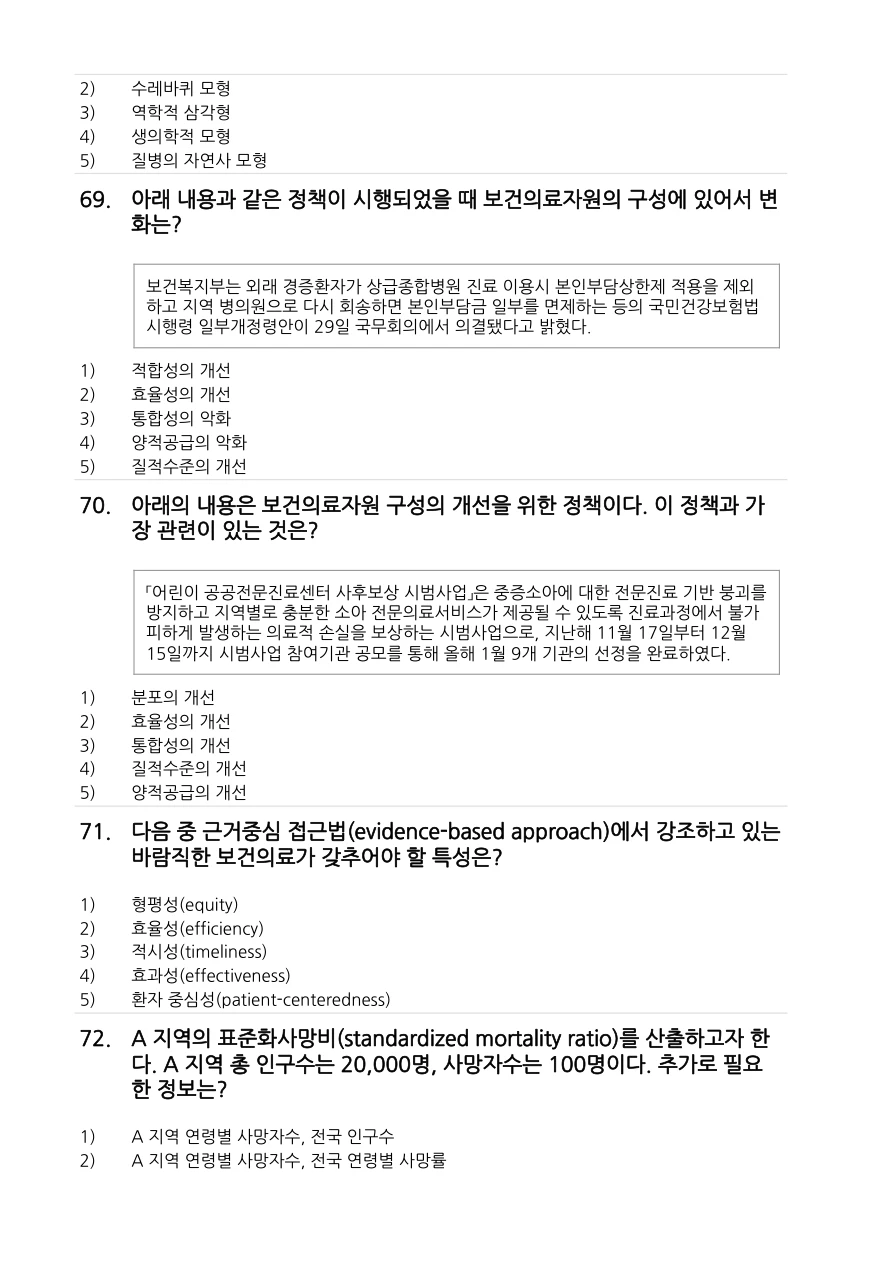 2) 수레바퀴 모형
3) 역학적 삼각형
4) 생의학적 모형
5) 질병의 자연사 모형
69. 아래 내용과 같은 정책이 시행되었을 때 보건의료자원의 구성에 있어서 변
화는?
보건복지부는 외래 경증환자가 상급종합병원 진료 이용시 본인부담상한제 적용을 제외
하고 지역 병의원으로 다시 회송하면 본인부담금 일부를 면제하는 등의 국민건강보험법
시행령 일부개정령안이 29일 국무회의에서 의결됐다고 밝혔다.
1) 적합성의 개선
2) 효율성의 개선
3) 통합성의 악화
4) 양적공급의 악화
5) 질적수준의 개선
70. 아래의 내용은 보건의료자원 구성의 개선을 위한 정책이다. 이 정책과 가
장 관련이 있는 것은?
「어린이 공공전문진료센터 사후보상 시범사업」은 중증소아에 대한 전문진료 기반 붕괴를
방지하고 지역별로 충분한 소아 전문의료서비스가 제공될 수 있도록 진료과정에서 불가
피하게 발생하는 의료적 손실을 보상하는 시범사업으로, 지난해 11월 17일부터 12월
15일까지 시범사업 참여기관 공모를 통해 올해 1월 9개 기관의 선정을 완료하였다.
1) 분포의 개선
2) 효율성의 개선
3) 통합성의 개선
4) 질적수준의 개선
5) 양적공급의 개선
71. 다음 중 근거중심 접근법(evidence-based approach)에서 강조하고 있는
바람직한 보건의료가 갖추어야 할 특성은?
1) 형평성(equity)
2) 효율성(efficiency)
3) 적시성(timeliness)
4) 효과성(effectiveness)
5) 환자 중심성(patient-centeredness)
72. A 지역의 표준화사망비(standardized mortality ratio)를 산출하고자 한
다. A 지역 총 인구수는 20,000명, 사망자수는 100명이다. 추가로 필요
한 정보는?
1) A 지역 연령별 사망자수, 전국 인구수
2) A 지역 연령별 사망자수, 전국 연령별 사망률